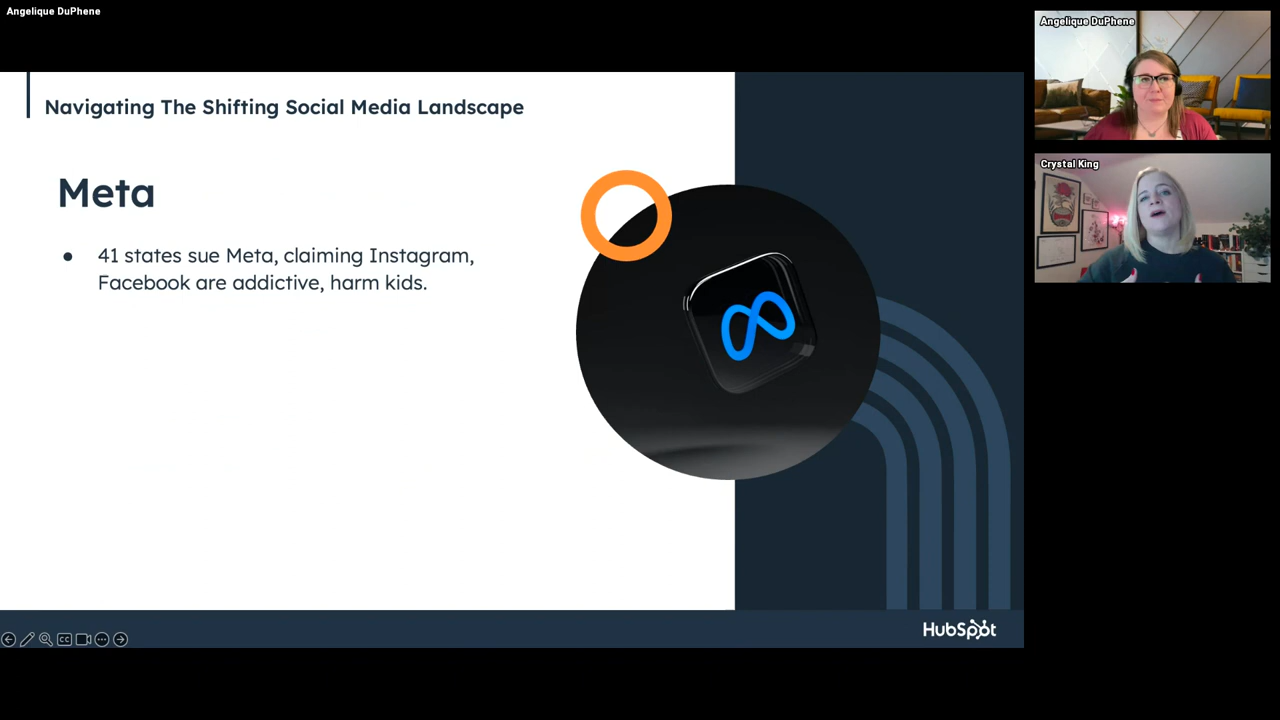 Angelique DuPhene
Navigating The Shifting Social Media Landscape
Meta
● 41 states sue Meta, claiming Instagram,
Facebook are addictive, harm kids.
CC
HubSpot
Angelique DuPhene
Crystal King